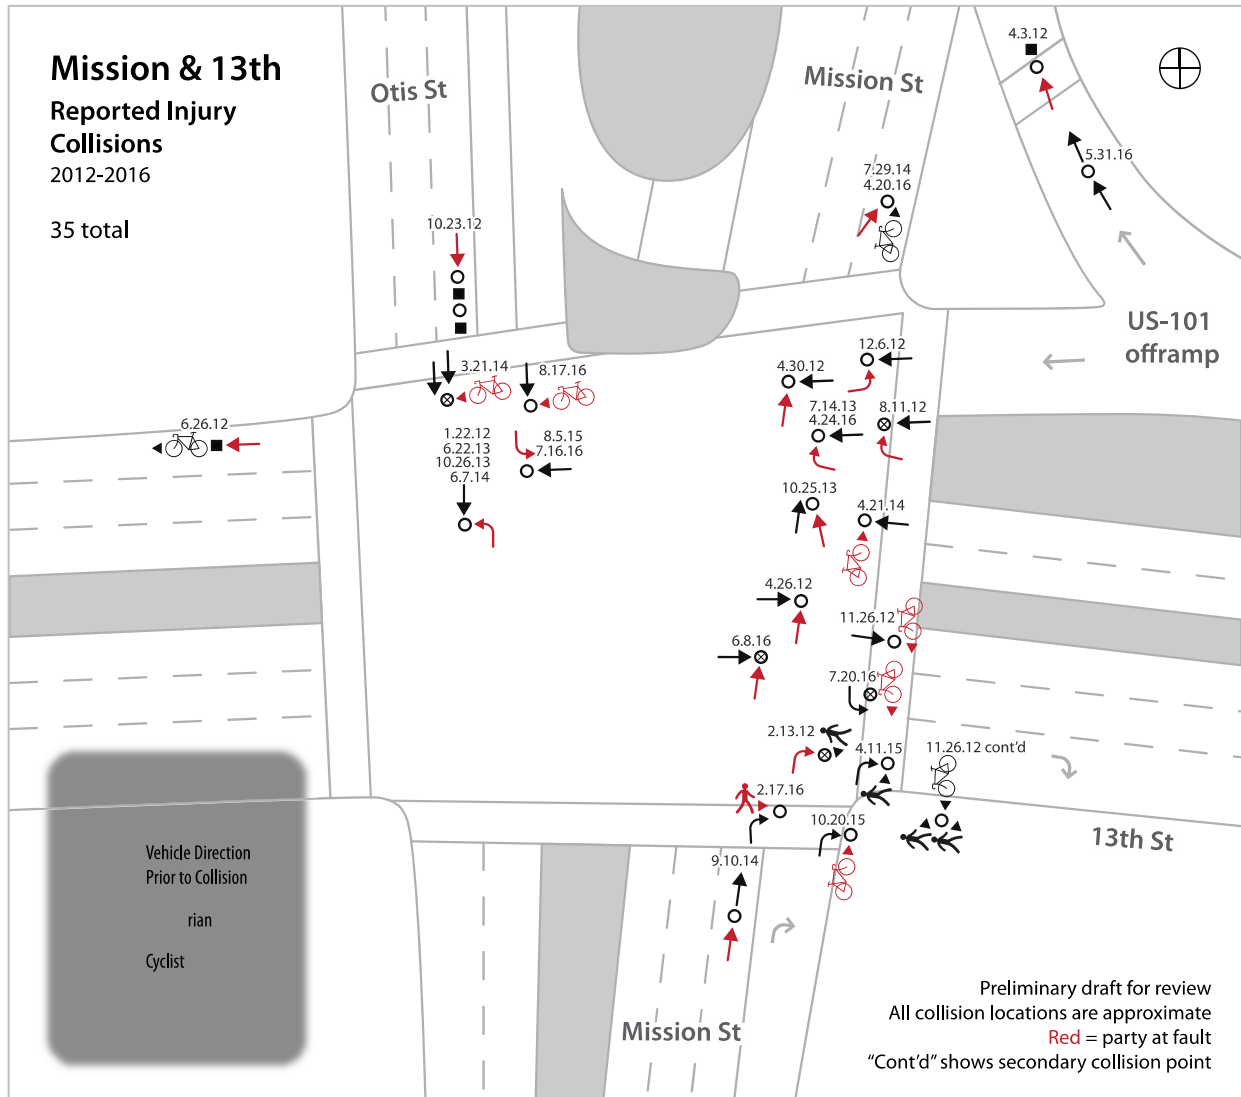 Mission & 13th
Reported Injury
Collisions
2012-2016
35 total
Otis St
Mission St
4.3.12
5.31.16
7.29.14
4.20.16
10.23.12
US-101
offramp
3.21.14
8.17.16
4.30.12
12.6.12
6.26.12
1.22.12
6.22.13
10.26.13
6.7.14
8.5.15
7.16.16
7.14.13
4.24.16
8.11.12
10.25.13
4.21.14
4.26.12
11.26.12
6.8.16
7.20.16
2.13.12
4.11.15
11.26.12 cont'd
2.17.16
10.20.15
13th St
9.10.14
Vehicle Direction
Prior to Collision
rian
Cyclist
Mission St
Preliminary draft for review
All collision locations are approximate
Red = party at fault
“Cont’d” shows secondary collision point